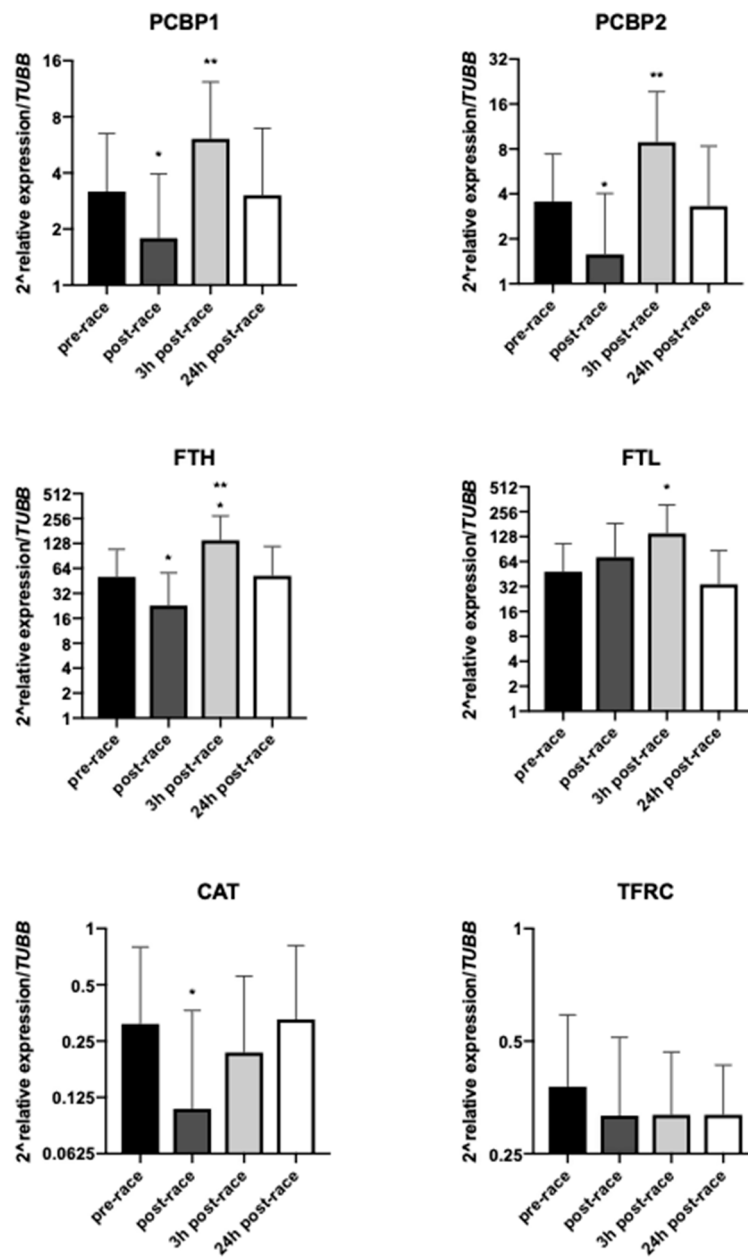 PCBP1
2^relative expression/TUBB
16
8
4
2
1
*
**
pre-race
post-race
3h post-race
24h post-race
PCBP2
2^relative expression/TUBB
32
16
8
4
2
1
*
**
pre-race
post-race
3h post-race
24h post-race
FTH
2^relative expression/TUBB
512
256
128
64
32
16
8
4
2
1
*
**
*
pre-race
post-race
3h post-race
24h post-race
FTL
2^relative expression/TUBB
512
256
128
64
32
16
8
4
2
1
*
pre-race
post-race
3h post-race
24h post-race
CAT
2^relative expression/TUBB
1
0.5
0.25
0.125
0.0625
*
pre-race
post-race
3h post-race
24h post-race
TFRC
2^relative expression/TUBB
1
0.5
0.25
pre-race
post-race
3h post-race
24h post-race